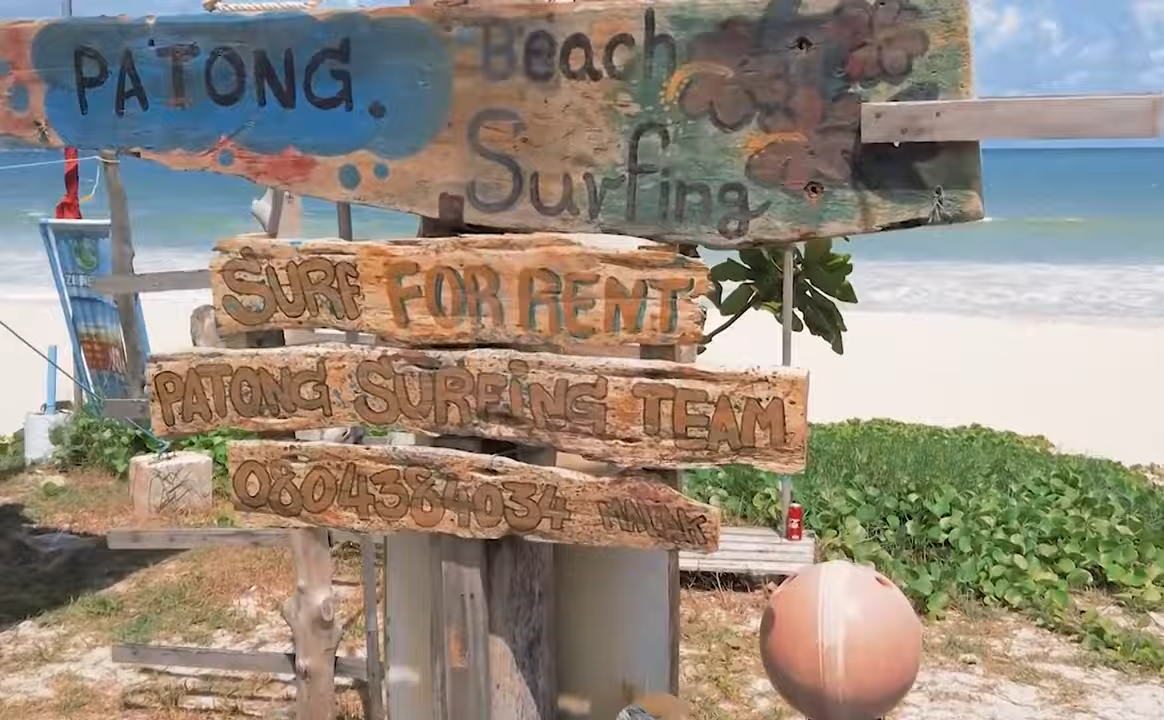 PATONG. Beach
Surfing
SURF FOR RENT
PATONG SURFING TEAM
0804384034